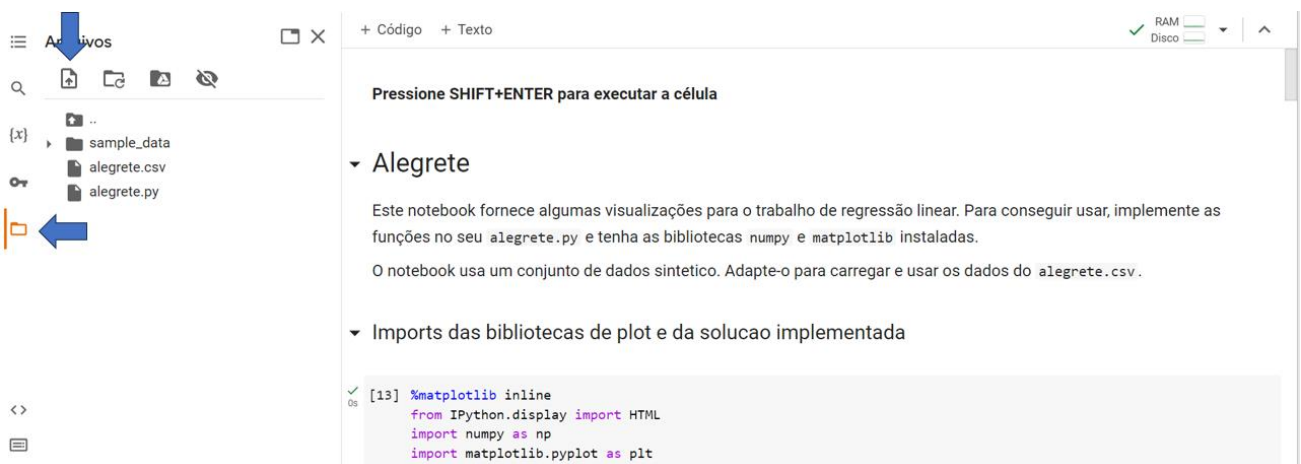 Arquivos
..
sample_data
alegrete.csv
alegrete.py
{x}
<>
+ Código + Texto
RAM
Disco
Pressione SHIFT+ENTER para executar a célula
Alegrete
Este notebook fornece algumas visualizações para o trabalho de regressão linear. Para conseguir usar, implemente as
funções no seu alegrete.py e tenha as bibliotecas numpy e matplotlib instaladas.
O notebook usa um conjunto de dados sintetico. Adapte-o para carregar e usar os dados do alegrete.csv.
Imports das bibliotecas de plot e da solucao implementada
0s
[13] %matplotlib inline
from IPython.display import HTML
import numpy as np
import matplotlib.pyplot as plt